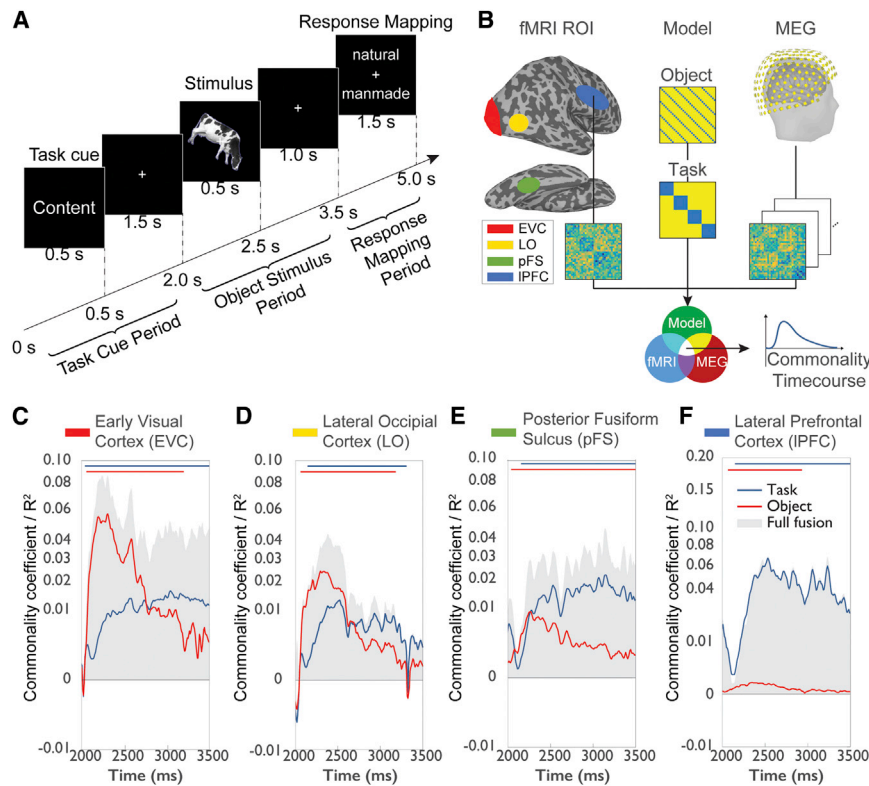 A
Task cue
Content
0.5 s
+
1.5 s
Stimulus
0.5 s
+
1.0 s
Response Mapping
natural
+
manmade
1.5 s
0 s
0.5 s
2.0 s
2.5 s
3.5 s
5.0 s
Task Cue Period
Object Stimulus
Period
Response
Mapping
Period
B
fMRI ROI
Model
MEG
Object
Task
EVC
LO
pFS
lPFC
Model
fMRI
MEG
Commonality
Timecourse
C
Early Visual
Cortex (EVC)
Commonality coefficient / R²
0.10
0.08
0.06
0.04
0.03
0.02
0.01
0
-0.01
2000
2500
3000
3500
Time (ms)
D
Lateral Occipial
Cortex (LO)
Commonality coefficient / R²
0.10
0.08
0.06
0.04
0.03
0.02
0.01
0
-0.01
2000
2500
3000
3500
Time (ms)
E
Posterior Fusiform
Sulcus (pFS)
Commonality coefficient / R²
0.10
0.08
0.06
0.04
0.03
0.02
0.01
0
-0.01
2000
2500
3000
3500
Time (ms)
F
Lateral Prefrontal
Cortex (lPFC)
Commonality coefficient / R²
0.20
0.15
0.10
0.08
0.06
0.04
0.01
0
-0.01
Task
Object
Full fusion
2000
2500
3000
3500
Time (ms)